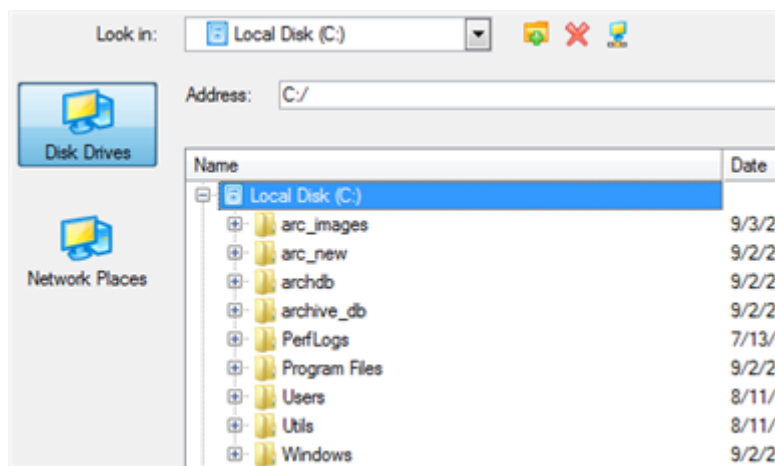 Look in: Local Disk (C:)
Address: C:/
Disk Drives
Network Places
Name Date
Local Disk (C:)
arc_images 9/3/2
arc_new 9/2/2
archdb 9/2/2
archive_db 9/2/2
PerfLogs 7/13/
Program Files 9/2/2
Users 8/11/
Utils 8/11/
Windows 9/2/2